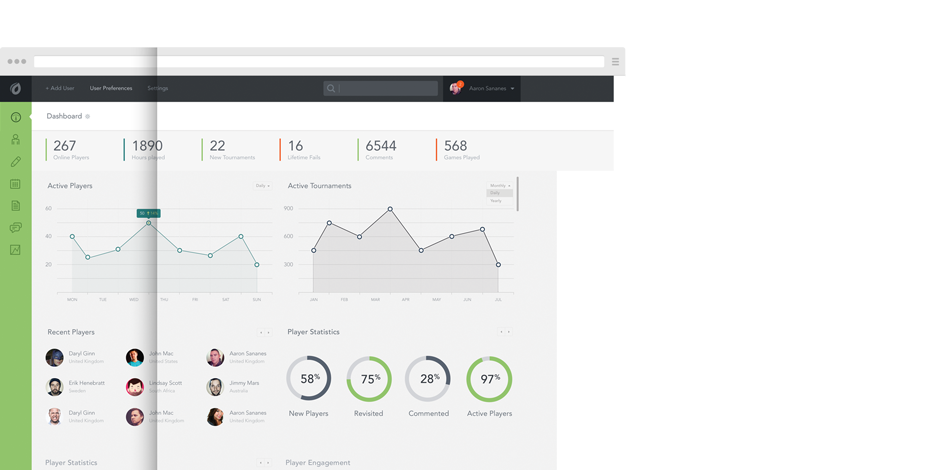 + Add User
User Preferences
Settings
Aaron Sananes
Dashboard
267
Online Players
1890
Hours played
22
New Tournaments
16
Lifetime Fails
6544
Comments
568
Games Played
Active Players
Daily
60
40
20
50
MON TUE WED THU FRI SAT SUN
Active Tournaments
Monthly
Daily
Yearly
900
600
300
JAN FEB MAR APR MAY JUN JUL
Recent Players
Daryl Ginn
United Kingdom
John Mac
United States
Aaron Sananes
United Kingdom
Erik Henebratt
Sweden
Lindsay Scott
South Africa
Jimmy Mars
Australia
Daryl Ginn
United Kingdom
John Mac
United Kingdom
Aaron Sananes
United Kingdom
Player Statistics
58%
New Players
75%
Revisited
28%
Commented
97%
Active Players
Player Statistics
Player Engagement